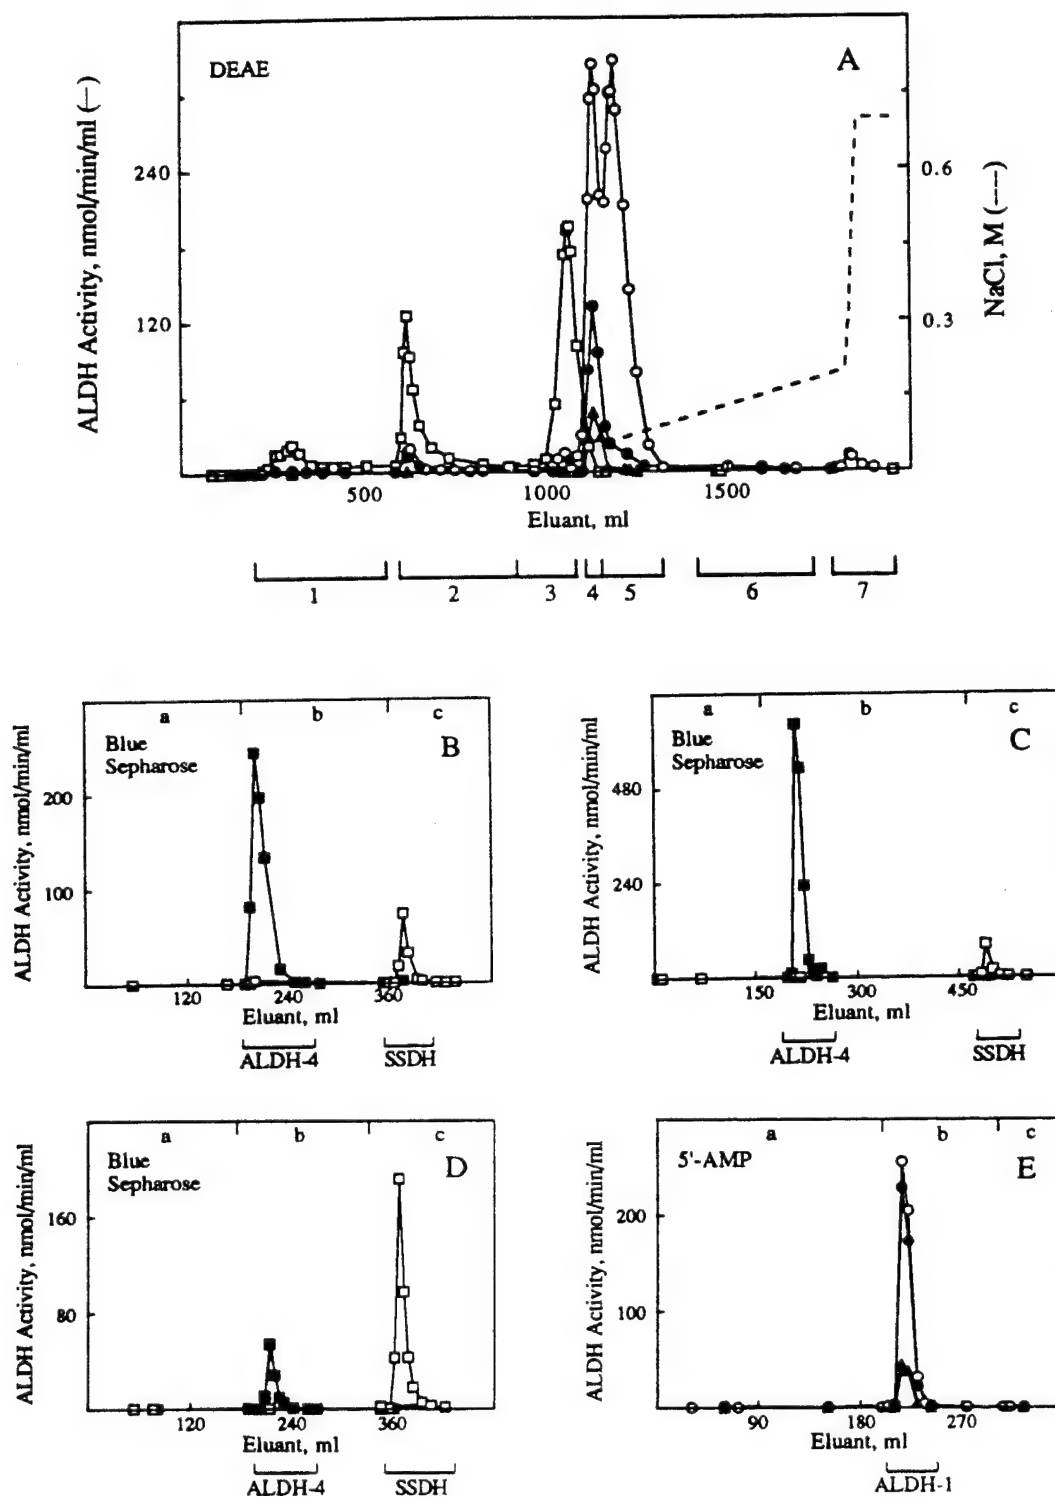 DEAE
A
ALDH Activity, nmol/min/ml (—)
240
120
NaCl, M (---)
0.6
0.3
500
1000
1500
Eluant, ml
1
2
3
4
5
6
7
a
b
c
Blue
Sepharose
B
ALDH Activity, nmol/min/ml
200
100
120
240
360
Eluant, ml
ALDH-4
SSDH
a
b
c
Blue
Sepharose
C
ALDH Activity, nmol/min/ml
480
240
150
300
450
Eluant, ml
ALDH-4
SSDH
a
b
c
Blue
Sepharose
D
ALDH Activity, nmol/min/ml
160
80
120
240
360
Eluant, ml
ALDH-4
SSDH
a
b
c
5'-AMP
E
ALDH Activity, nmol/min/ml
200
100
90
180
270
Eluant, ml
ALDH-1